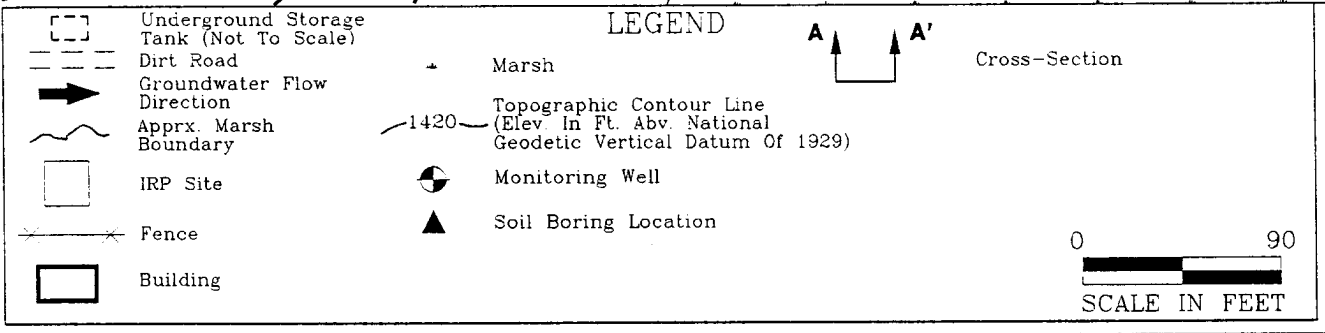 LEGEND
Underground Storage
Tank (Not To Scale)
Dirt Road
Groundwater Flow
Direction
Apprx. Marsh
Boundary
IRP Site
Fence
Building
Marsh
1420
Topographic Contour Line
(Elev. In Ft. Abv. National
Geodetic Vertical Datum Of 1929)
Monitoring Well
Soil Boring Location
A A'
Cross-Section
0 90
SCALE IN FEET